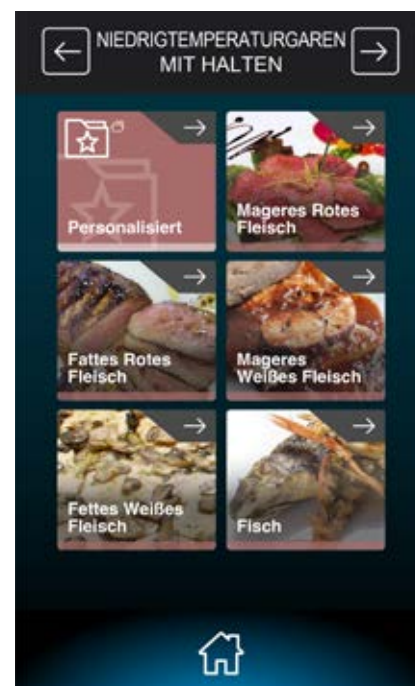 NIEDRIGTEMPERATURGAREN
MIT HALTEN
Personalisiert
Mageres Rotes
Fleisch
Fattes Rotes
Fleisch
Mageres
Weißes Fleisch
Fettes Weißes
Fleisch
Fisch